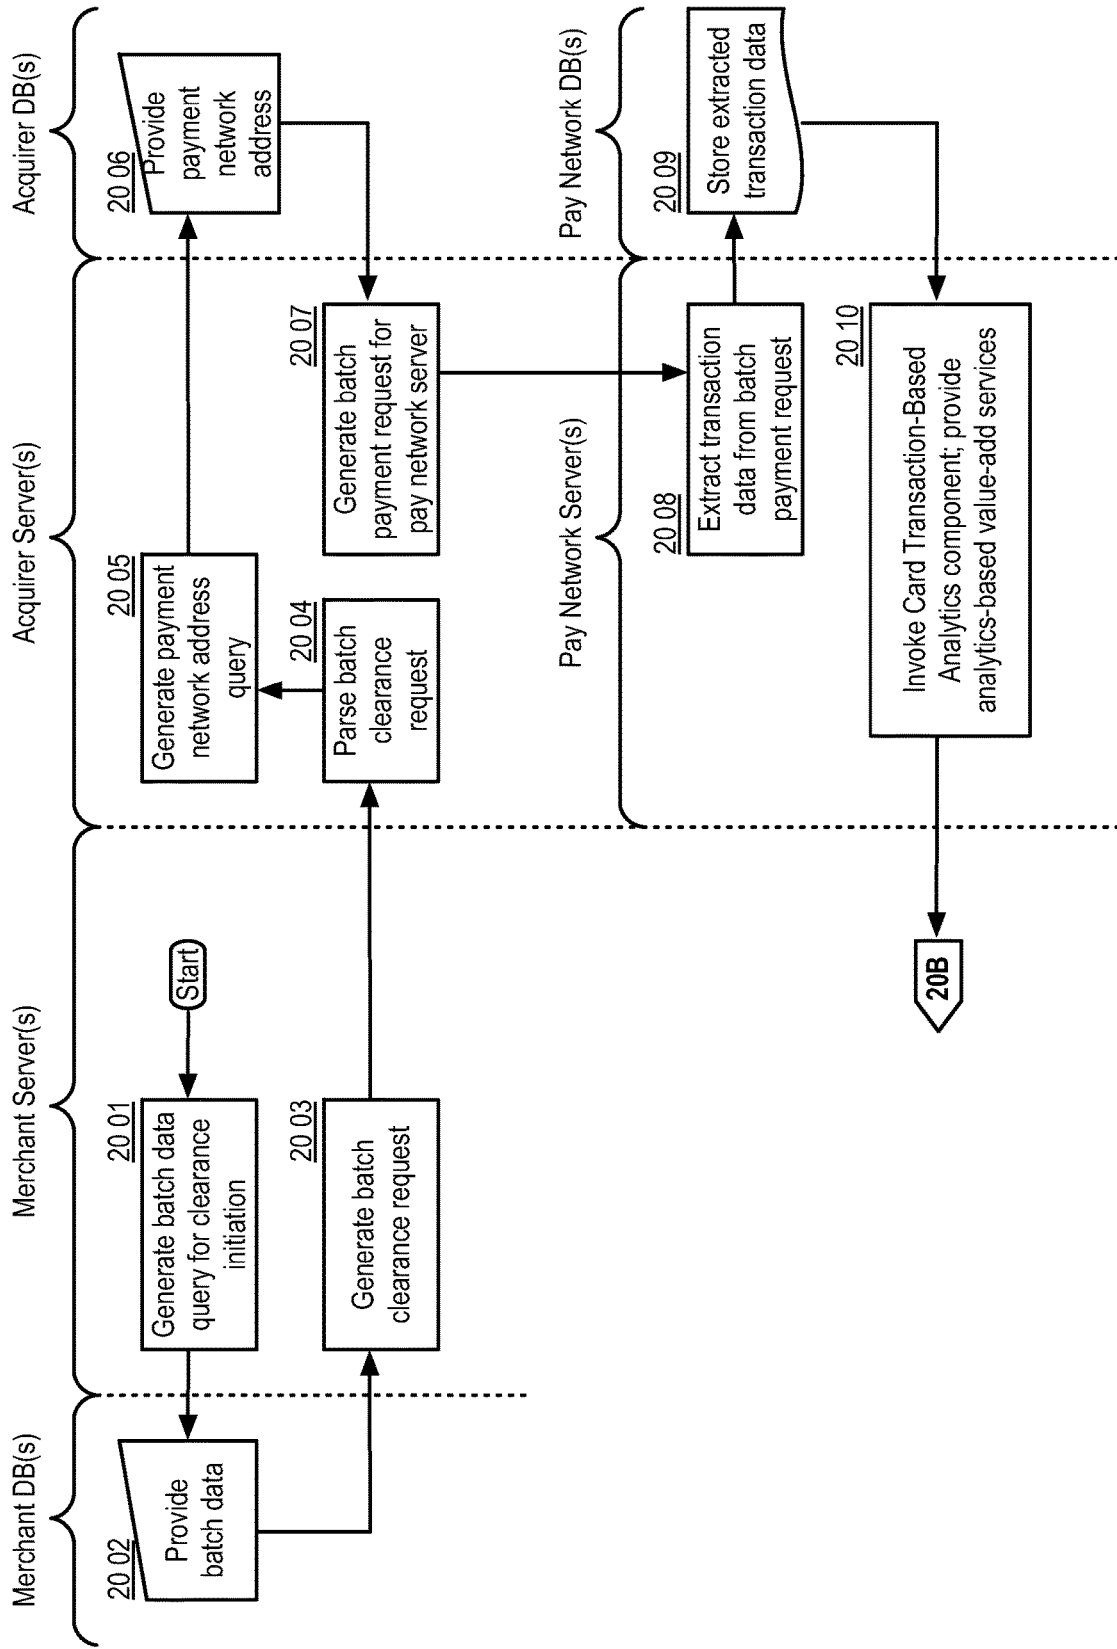 Merchant DB(s)
Merchant Server(s)
Acquirer Server(s)
Acquirer DB(s)
Start
20 01
Generate batch data
query for clearance
initiation
20 02
Provide
batch data
20 03
Generate batch
clearance request
20 04
Parse batch
clearance
request
20 05
Generate payment
network address
query
20 06
Provide
payment
network
address
20 07
Generate batch
payment request for
pay network server
Pay Network Server(s)
Pay Network DB(s)
20 08
Extract transaction
data from batch
payment request
20 09
Store extracted
transaction data
20 10
Invoke Card Transaction-Based
Analytics component; provide
analytics-based value-add services
20B